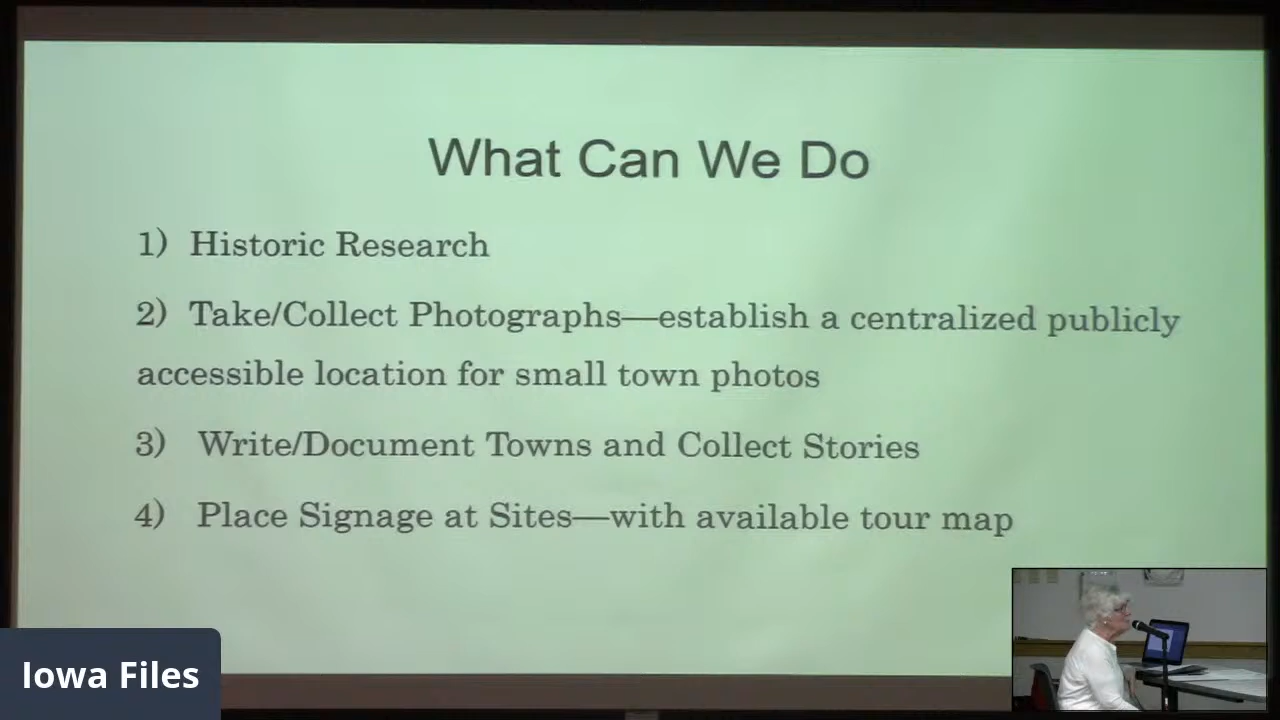 What Can We Do
1) Historic Research
2) Take/Collect Photographs—establish a centralized publicly
accessible location for small town photos
3) Write/Document Towns and Collect Stories
4) Place Signage at Sites—with available tour map
Iowa Files